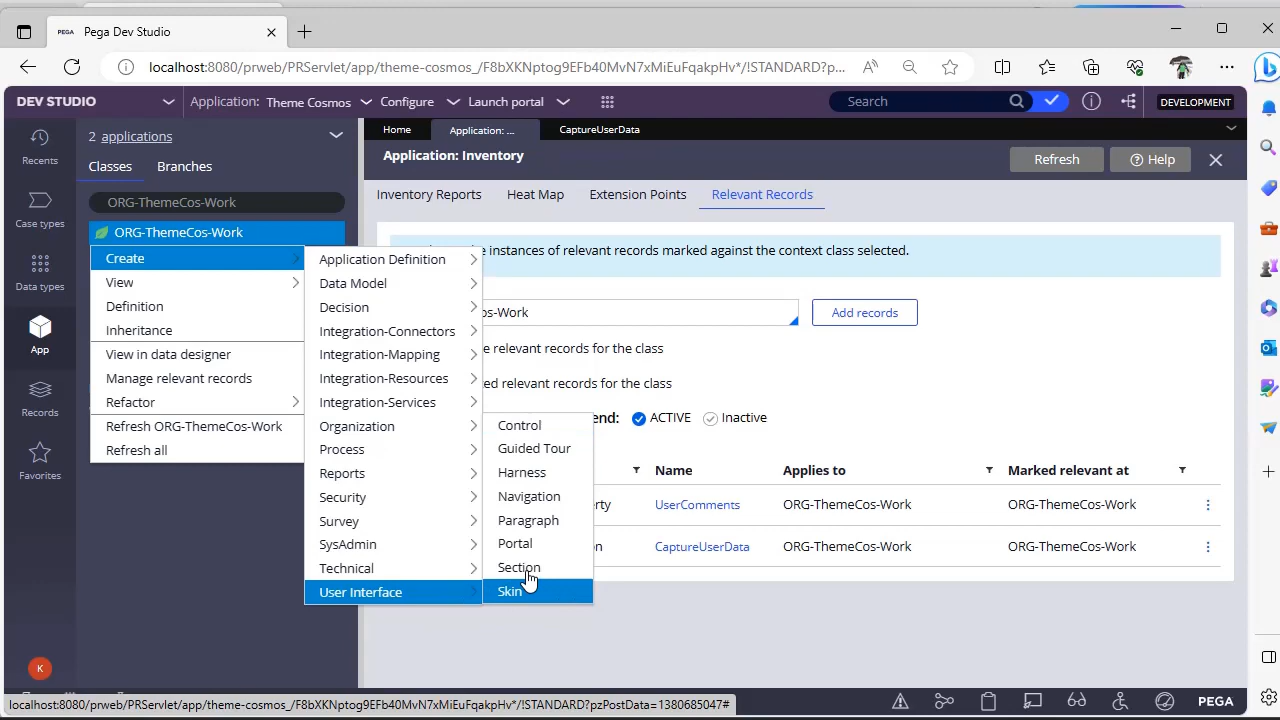 PEGA Pega Dev Studio
localhost:8080/prweb/PRServlet/app/theme-cosmos_/F8bXKNptog9EFb40MvN7xMiEuFqakpHv*/!STANDARD?p...
DEV STUDIO
Application: Theme Cosmos
Configure
Launch portal
Search
DEVELOPMENT
Recents
Case types
Data types
App
Records
Favorites
K
2 applications
Classes
Branches
ORG-ThemeCos-Work
ORG-ThemeCos-Work
Create
View
Definition
Inheritance
View in data designer
Manage relevant records
Refactor
Refresh ORG-ThemeCos-Work
Refresh all
Application Definition
Data Model
Decision
Integration-Connectors
Integration-Mapping
Integration-Resources
Integration-Services
Organization
Process
Reports
Security
Survey
SysAdmin
Technical
User Interface
Control
Guided Tour
Harness
Navigation
Paragraph
Portal
Section
Skin
Home
Application: ...
CaptureUserData
Application: Inventory
Refresh
Help
Inventory Reports
Heat Map
Extension Points
Relevant Records
instances of relevant records marked against the context class selected.
os-Work
Add records
relevant records for the class
ed relevant records for the class
end: ACTIVE Inactive
Name Applies to Marked relevant at
erty UserComments ORG-ThemeCos-Work ORG-ThemeCos-Work
on CaptureUserData ORG-ThemeCos-Work ORG-ThemeCos-Work
localhost:8080/prweb/PRServlet/app/theme-cosmos_/F8bXKNptog9EFb40MvN7xMiEuFqakpHv*/!STANDARD?pzPostData=1380685047#
PEGA